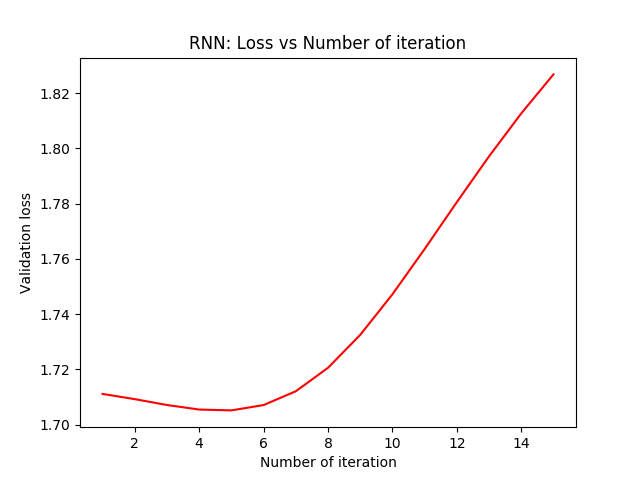 RNN: Loss vs Number of iteration
1.82
1.80
1.78
1.76
1.74
1.72
1.70
Validation loss
2 4 6 8 10 12 14
Number of iteration